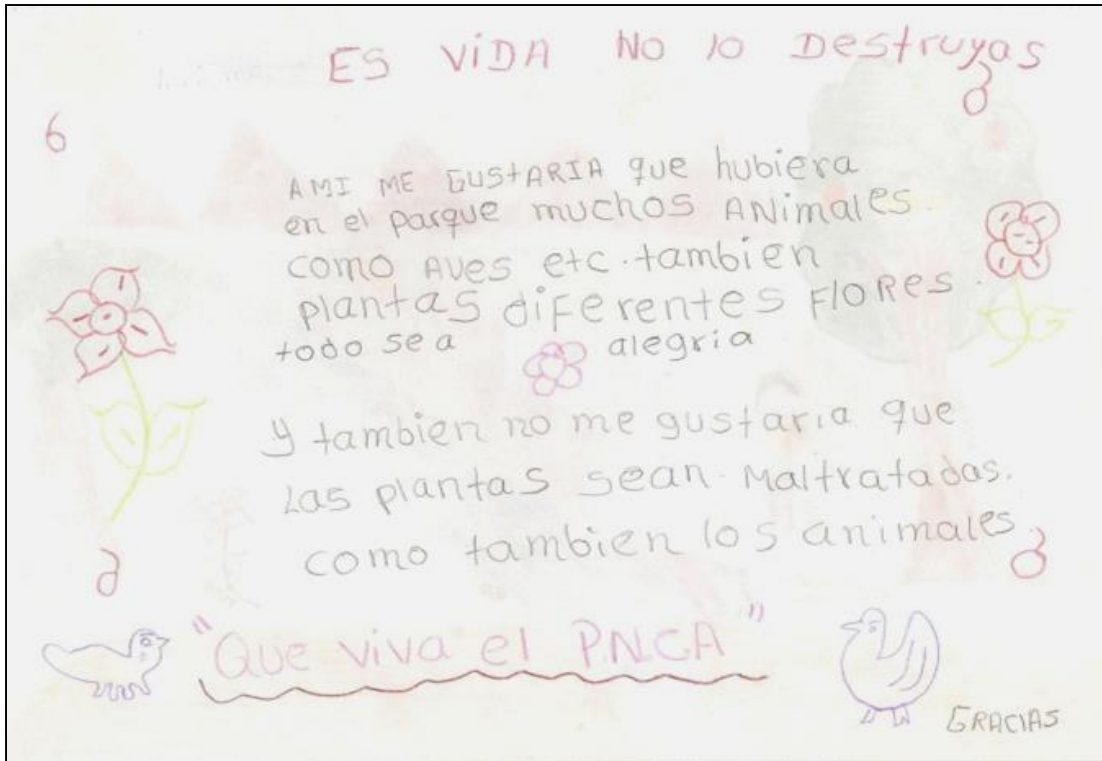 ES ViDA NO lO DestruyAs
6
AMI ME GUStARIA que hubiera
en el parque muchos ANimales.
como AVes etc. tambien
plantas diferentes FlORes.
todo sea alegria
y tambien no me gustaria que
Las plantas sean. Maltratadas.
como tambien los animales.
"Que viva el P.N.C.A"
GRACiAS